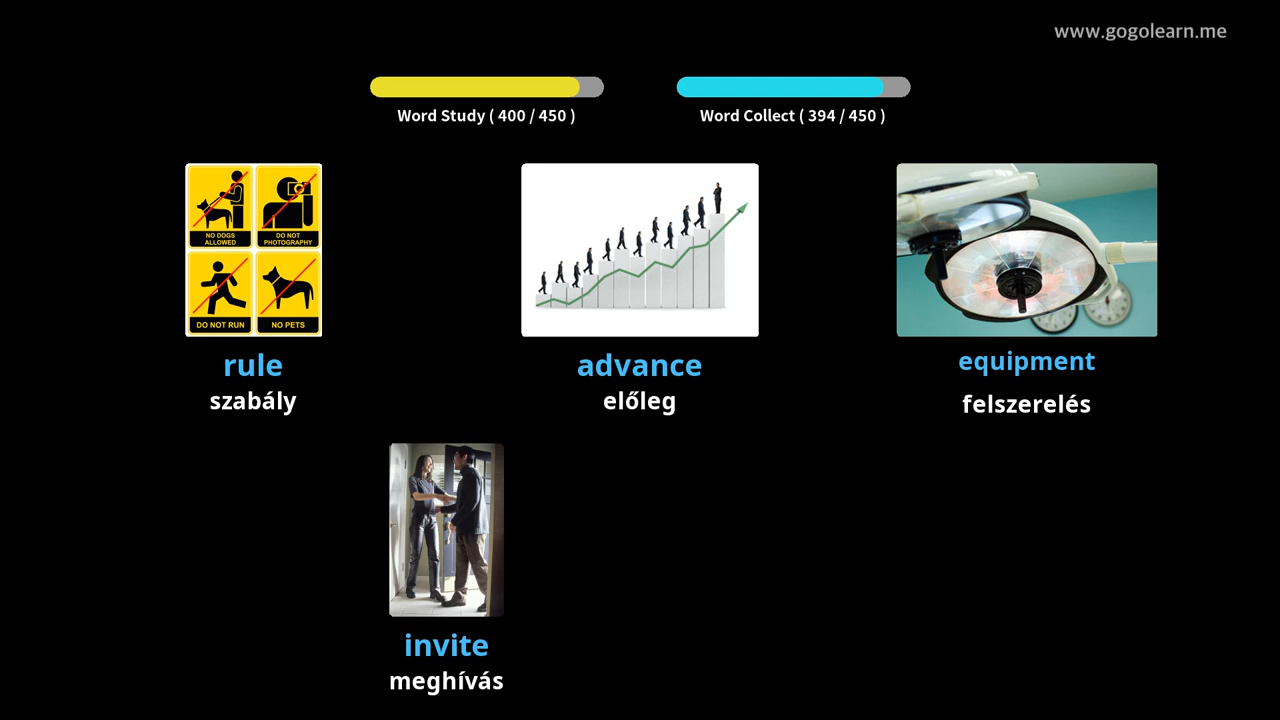 www.gogolearn.me
Word Study ( 400 / 450 )
Word Collect ( 394 / 450 )
NO DOGS
ALLOWED
DO NOT
PHOTOGRAPHY
DO NOT RUN
NO PETS
rule
szabály
advance
előleg
equipment
felszerelés
invite
meghívás